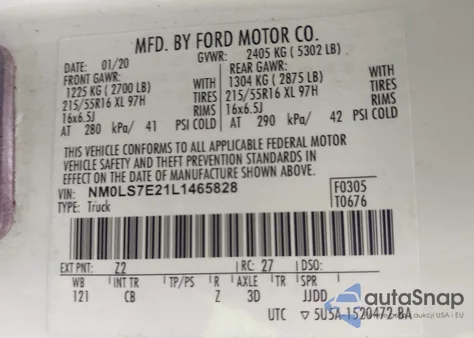 MFD. BY FORD MOTOR CO.
DATE: 01/20 GVWR: 2405 KG ( 5302 LB)
FRONT GAWR: REAR GAWR:
1225 KG ( 2700 LB) WITH 1304 KG ( 2875 LB) WITH
215/55R16 XL 97H TIRES 215/55R16 XL 97H TIRES
16x6.5J RIMS 16x6.5J RIMS
AT 280 kPa/ 41 PSI COLD AT 290 kPa/ 42 PSI COLD
THIS VEHICLE CONFORMS TO ALL APPLICABLE FEDERAL MOTOR
VEHICLE SAFETY AND THEFT PREVENTION STANDARDS IN EFFECT
ON THE DATE OF MANUFACTURE SHOWN ABOVE.
VIN: NM0LS7E21L1465828 F0305
TYPE: Truck T0676
EXT PNT: Z2 RC: 27 DSO:
WB INT TR TP/PS R AXLE TR SPR
121 CB Z 3D JJDD
UTC ▽ 5U5A-1520472-BA
autoSnap